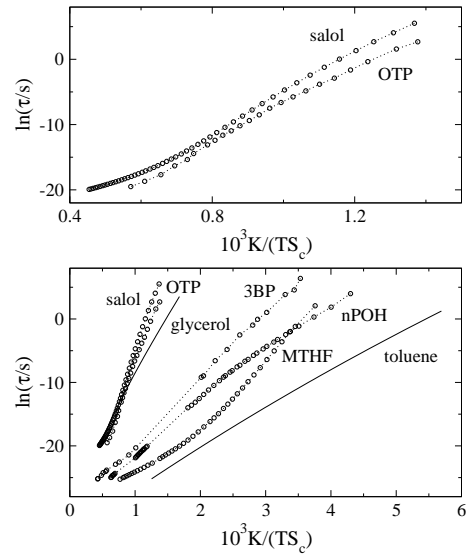 salol
OTP
0
-10
-20
ln(τ/s)
0.4
0.8
1.2
10³K/(TS_c)
salol
OTP
glycerol
3BP
nPOH
MTHF
toluene
0
-10
-20
ln(τ/s)
0
1
2
3
4
5
6
10³K/(TS_c)